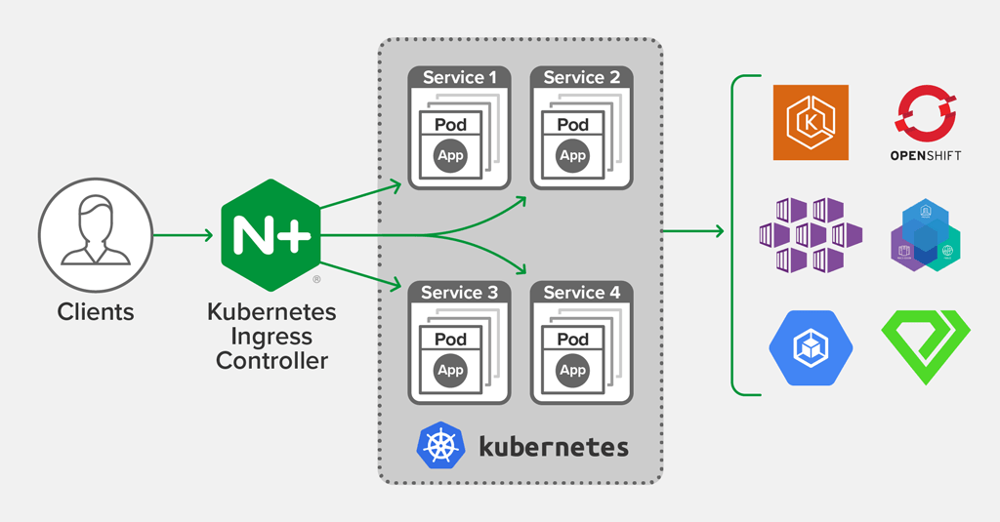 Clients
N+
®
Kubernetes
Ingress
Controller
Service 1
Pod
App
Service 2
Pod
App
Service 3
Pod
App
Service 4
Pod
App
kubernetes
K
OPENSHIFT